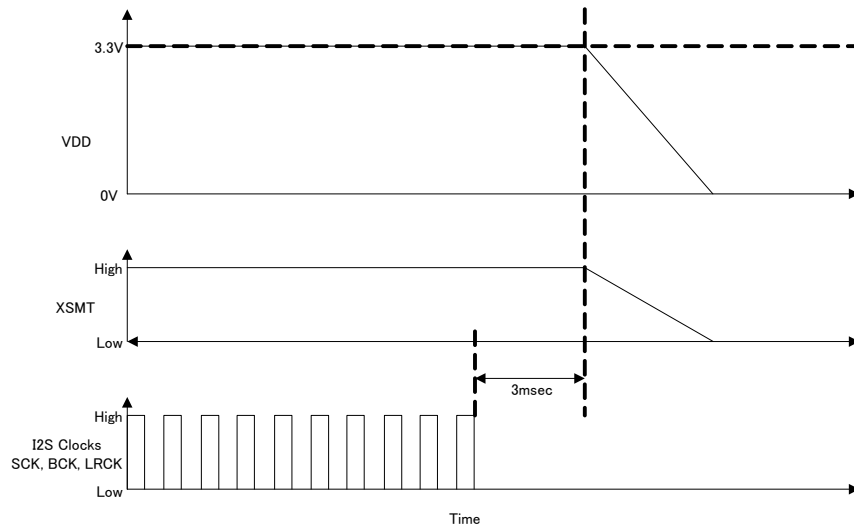 3.3V
VDD
0V
High
XSMT
Low
3msec
High
I2S Clocks
SCK, BCK, LRCK
Low
Time